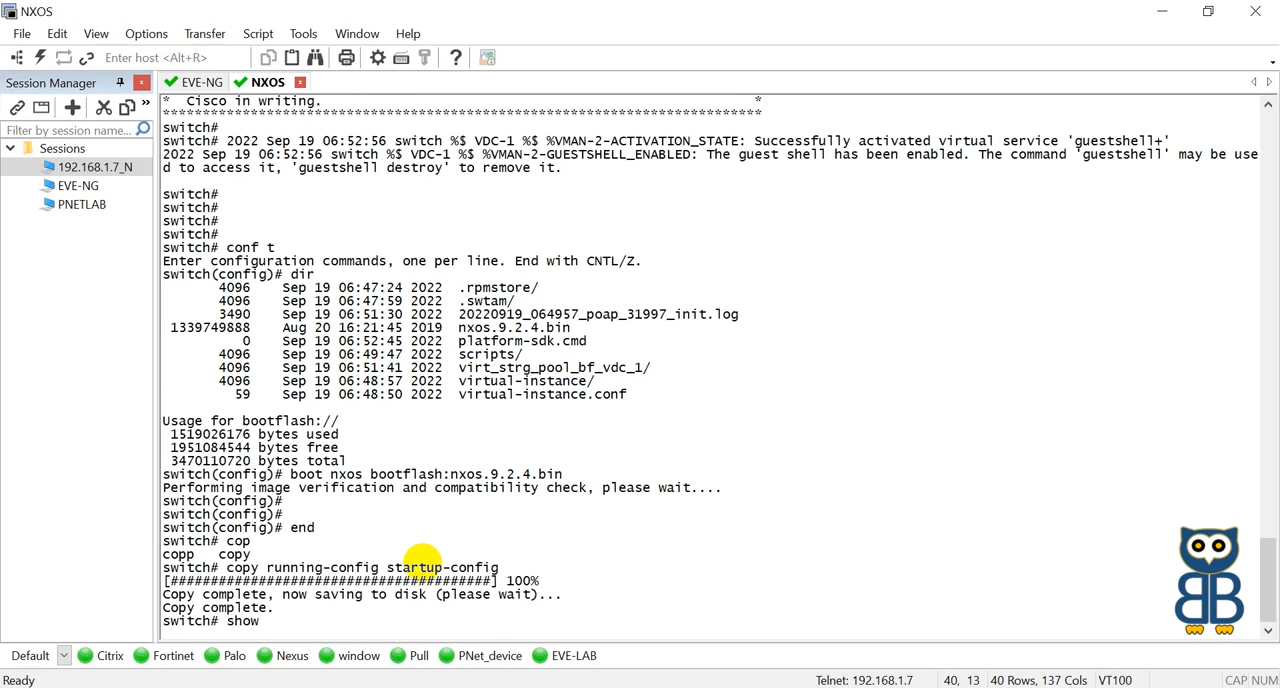 NXOS
File Edit View Options Transfer Script Tools Window Help
Enter host <Alt+R>
Session Manager
EVE-NG NXOS
Filter by session name...
Sessions
192.168.1.7_N
EVE-NG
PNETLAB
* Cisco in writing. *
*******************************************************************************
switch#
switch# 2022 Sep 19 06:52:56 switch %$ VDC-1 %$ %VMAN-2-ACTIVATION_STATE: Successfully activated virtual service 'guestshell+'
2022 Sep 19 06:52:56 switch %$ VDC-1 %$ %VMAN-2-GUESTSHELL_ENABLED: The guest shell has been enabled. The command 'guestshell' may be use
d to access it, 'guestshell destroy' to remove it.
switch#
switch#
switch#
switch#
switch# conf t
Enter configuration commands, one per line. End with CNTL/Z.
switch(config)# dir
4096 Sep 19 06:47:24 2022 .rpmstore/
4096 Sep 19 06:47:59 2022 .swtam/
3490 Sep 19 06:51:30 2022 20220919_064957_poap_31997_init.log
1339749888 Aug 20 16:21:45 2019 nxos.9.2.4.bin
0 Sep 19 06:52:45 2022 platform-sdk.cmd
4096 Sep 19 06:49:47 2022 scripts/
4096 Sep 19 06:51:41 2022 virt_strg_pool_bf_vdc_1/
4096 Sep 19 06:48:57 2022 virtual-instance/
59 Sep 19 06:48:50 2022 virtual-instance.conf
Usage for bootflash://
1519026176 bytes used
1951084544 bytes free
3470110720 bytes total
switch(config)# boot nxos bootflash:nxos.9.2.4.bin
Performing image verification and compatibility check, please wait....
switch(config)#
switch(config)#
switch(config)# end
switch# cop
copp copy
switch# copy running-config startup-config
[########################################] 100%
Copy complete, now saving to disk (please wait)...
Copy complete.
switch# show
BB
Default Citrix Fortinet Palo Nexus window Pull PNet_device EVE-LAB
Ready Telnet: 192.168.1.7 40, 13 40 Rows, 137 Cols VT100 CAP NUM